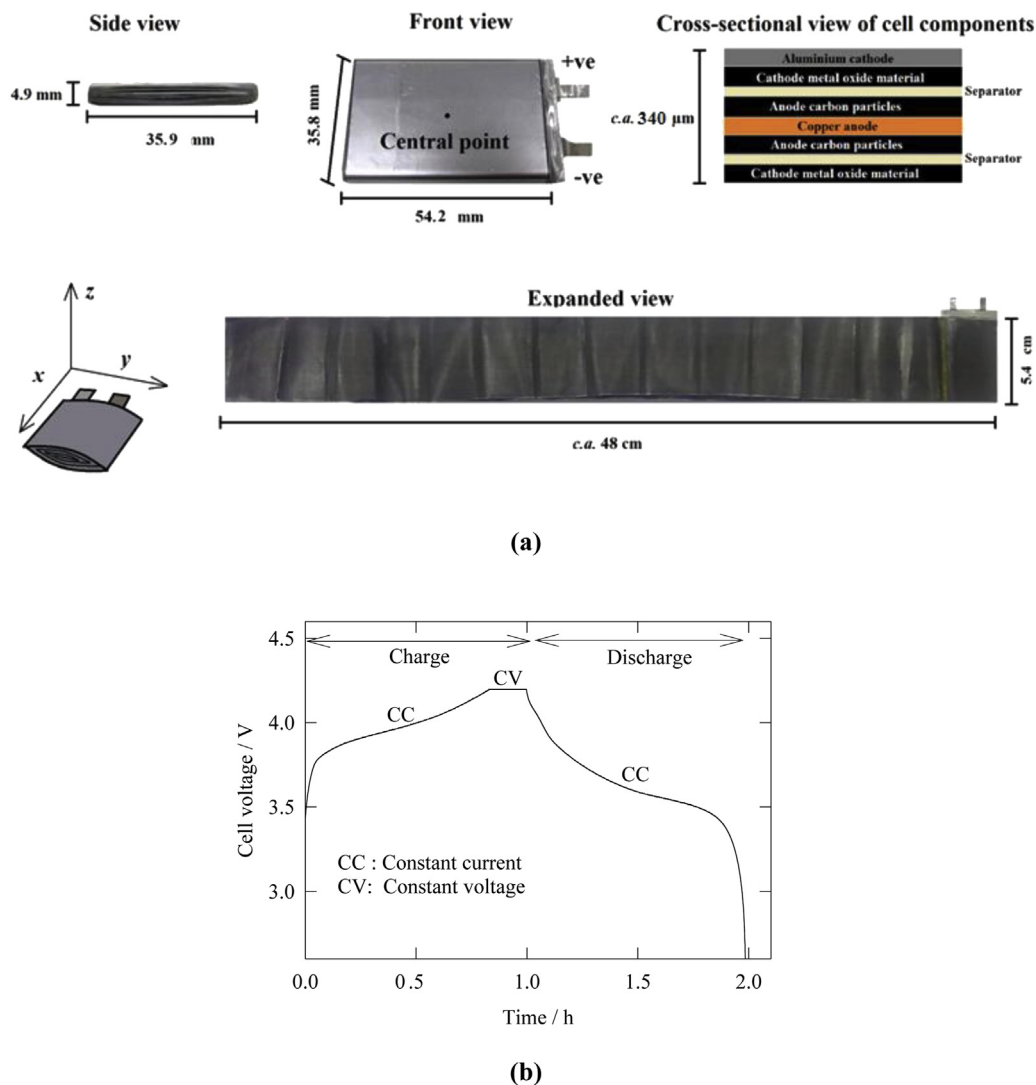 Side view
Front view
Cross-sectional view of cell components
4.9 mm
35.9 mm
35.8 mm
+ve
Central point
-ve
54.2 mm
c.a. 340 µm
Aluminium cathode
Cathode metal oxide material
Separator
Anode carbon particles
Copper anode
Anode carbon particles
Separator
Cathode metal oxide material
z
y
x
Expanded view
5.4 cm
c.a. 48 cm
(a)
4.5
4.0
3.5
3.0
Cell voltage / V
Charge
Discharge
CV
CC
CC
CC : Constant current
CV: Constant voltage
0.0
0.5
1.0
1.5
2.0
Time / h
(b)